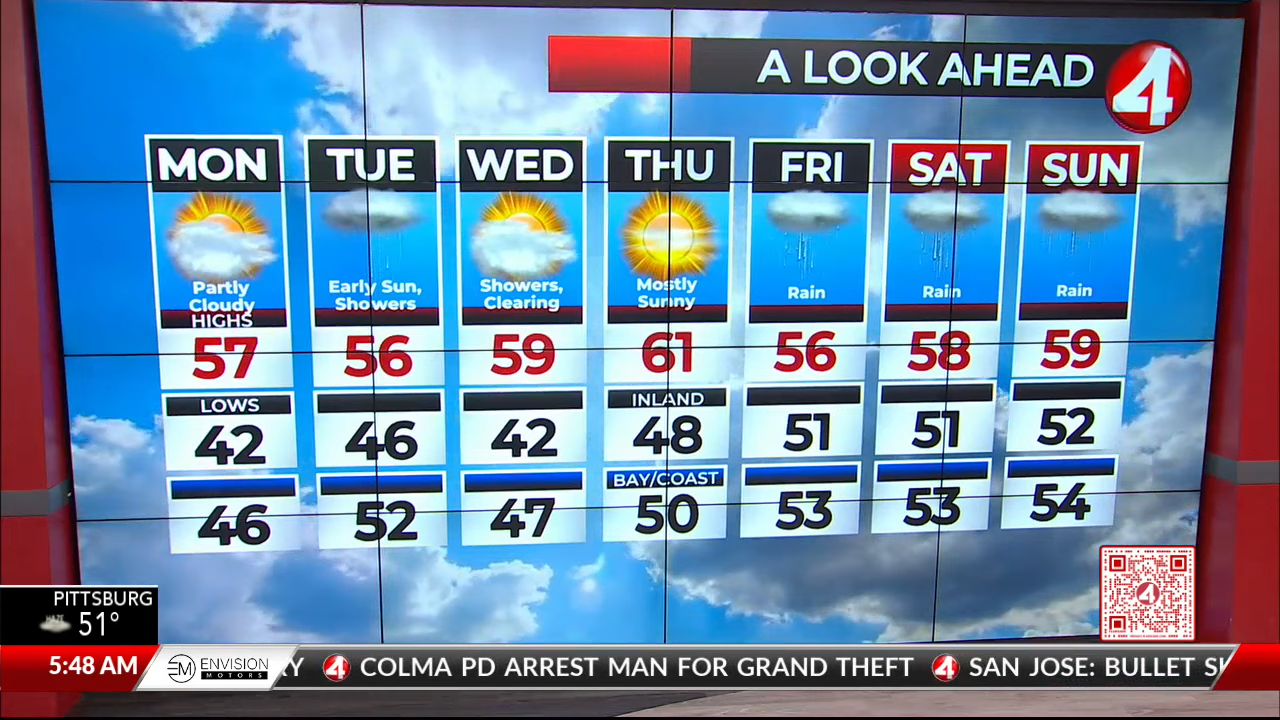 A LOOK AHEAD 4
MON TUE WED THU FRI SAT SUN
Partly Cloudy
Early Sun, Showers
Showers, Clearing
Mostly Sunny
Rain
Rain
Rain
HIGHS
57 56 59 61 56 58 59
LOWS INLAND
42 46 42 48 51 51 52
BAY/COAST
46 52 47 50 53 53 54
4
PITTSBURG
HAZE 51°
5:48 AM EM ENVISION MOTORS RY 4 COLMA PD ARREST MAN FOR GRAND THEFT 4 SAN JOSE: BULLET